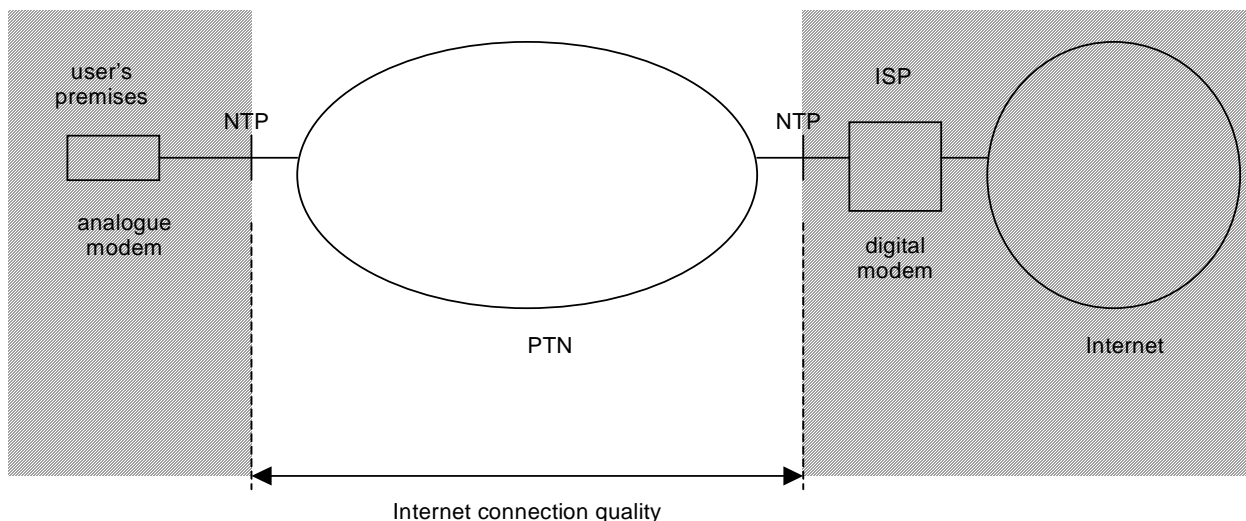 user's
premises
ISP
NTP
NTP
analogue
modem
digital
modem
PTN
Internet
Internet connection quality